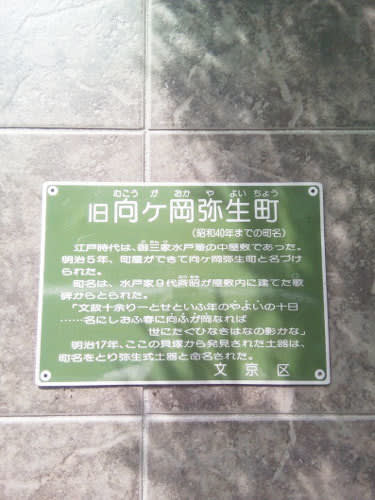 むこう が おか や よい ちょう
旧 向ケ岡弥生町
（昭和40年までの町名）
江戸時代は、御三家水戸藩の中屋敷であった。
明治5年、町屋ができて向ケ岡弥生町と名づけ
られた。
町名は、水戸家9代斉昭が屋敷内に建てた歌
碑からとられた。
「文政十余り一とせといふ年のやよいの十日
……名にしおふ春に向ふが岡なれば
世にたぐひなきはなの影かな」
明治17年、ここの貝塚から発見された土器は、
町名をとり弥生式土器と命名された。
文京区